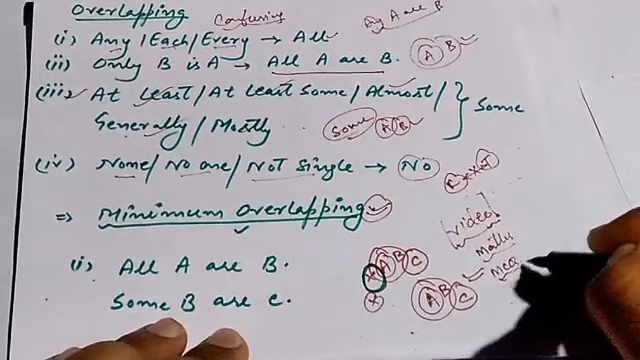 Overlapping Confusing Any A are B
(i) Any / Each / Every → All
(ii) Only B is A → All A are B. A B
(iii) At Least / At Least Some / Almost / } Some
Generally / Mostly Some A B
(iv) None / No one / Not Single → No
⇒ Minimum Overlapping
video
maths
(i) All A are B. A B C
Some B are C. A B C